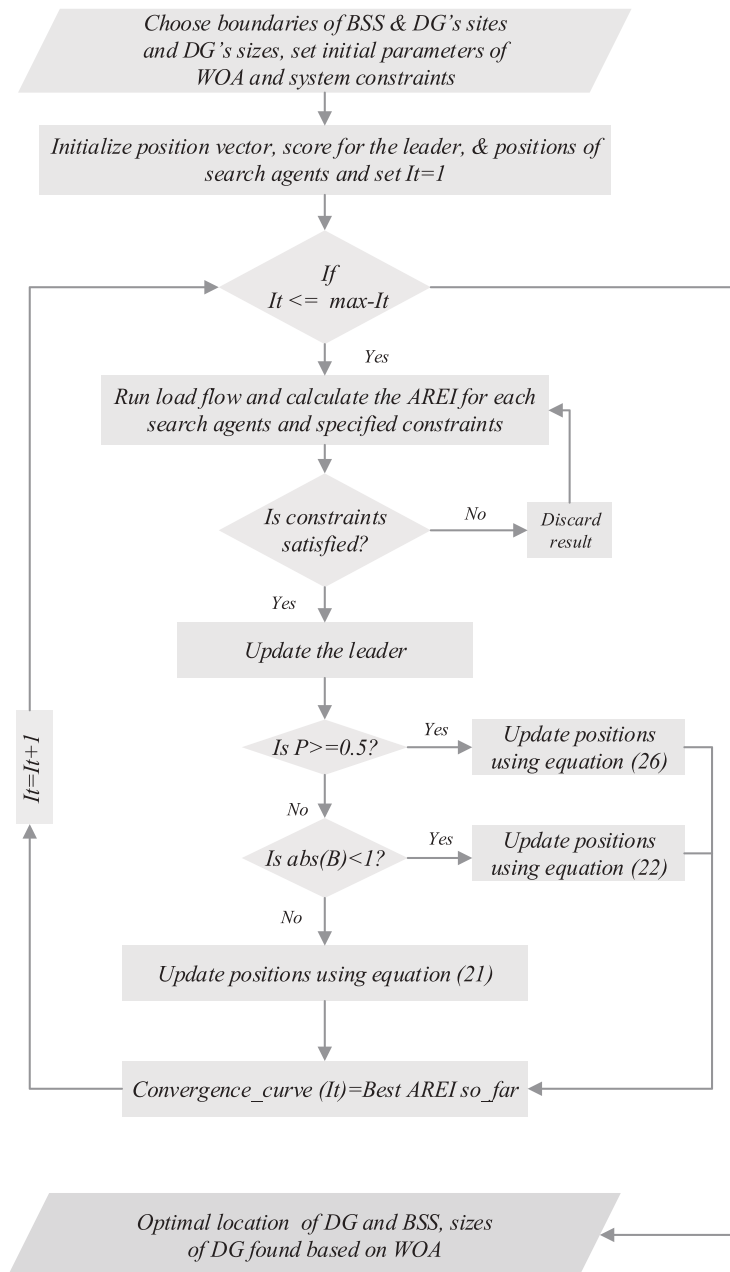 Choose boundaries of BSS & DG's sites
and DG's sizes, set initial parameters of
WOA and system constraints
Initialize position vector, score for the leader, & positions of
search agents and set It=1
If
It <= max-It
Yes
Run load flow and calculate the AREI for each
search agents and specified constraints
Is constraints
satisfied?
No
Discard
result
Yes
Update the leader
Is P>=0.5?
Yes
Update positions
using equation (26)
No
Is abs(B)<1?
Yes
Update positions
using equation (22)
No
Update positions using equation (21)
Convergence_curve (It)=Best AREI so_far
It=It+1
Optimal location of DG and BSS, sizes
of DG found based on WOA